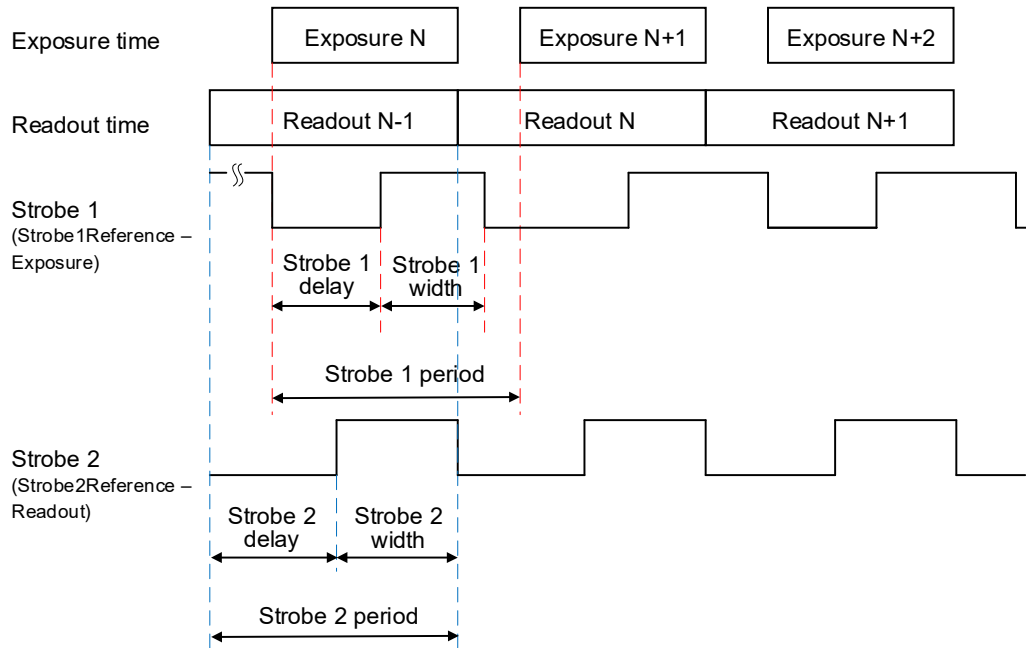 Exposure time
Exposure N
Exposure N+1
Exposure N+2
Readout time
Readout N-1
Readout N
Readout N+1
Strobe 1
(Strobe1Reference –
Exposure)
Strobe 1
delay
Strobe 1
width
Strobe 1 period
Strobe 2
(Strobe2Reference –
Readout)
Strobe 2
delay
Strobe 2
width
Strobe 2 period